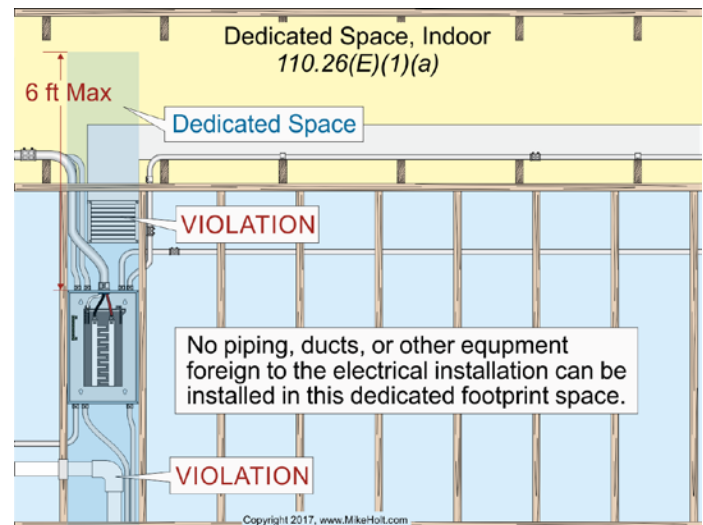 Dedicated Space, Indoor
110.26(E)(1)(a)
6 ft Max
Dedicated Space
VIOLATION
No piping, ducts, or other equpment
foreign to the electrical installation can be
installed in this dedicated footprint space.
VIOLATION
Copyright 2017, www.MikeHolt.com